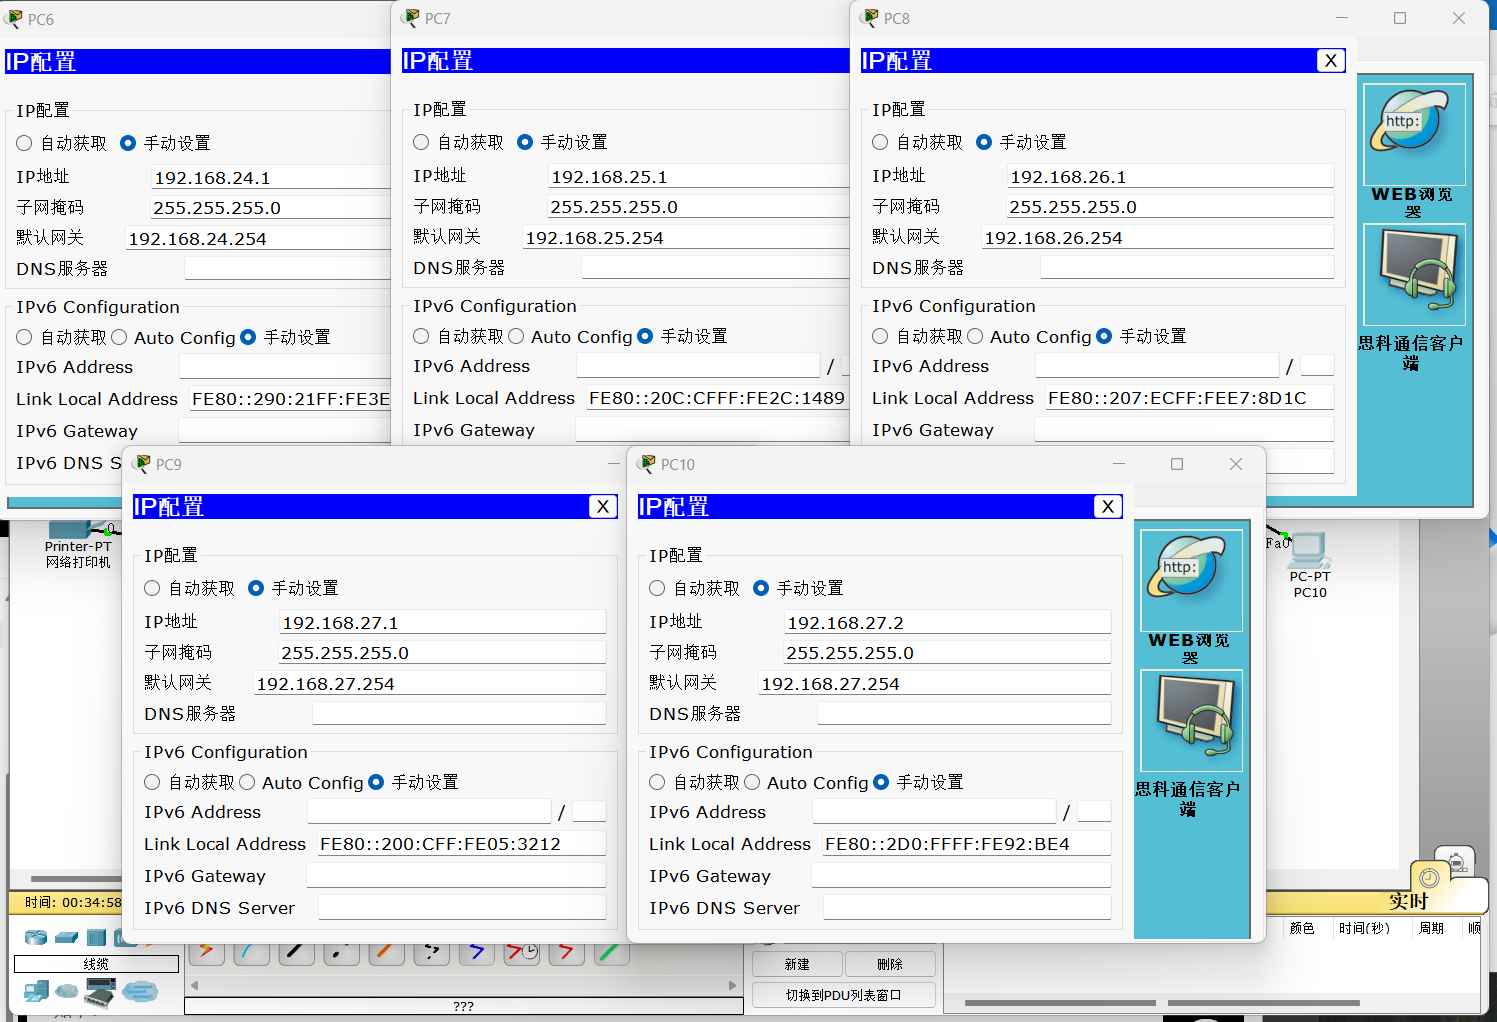 PC6
IP配置
IP配置
自动获取 手动设置
IP地址 192.168.24.1
子网掩码 255.255.255.0
默认网关 192.168.24.254
DNS服务器
IPv6 Configuration
自动获取 Auto Config 手动设置
IPv6 Address
Link Local Address FE80::290:21FF:FE3E
IPv6 Gateway
IPv6 DNS S
PC7
IP配置
IP配置
自动获取 手动设置
IP地址 192.168.25.1
子网掩码 255.255.255.0
默认网关 192.168.25.254
DNS服务器
IPv6 Configuration
自动获取 Auto Config 手动设置
IPv6 Address /
Link Local Address FE80::20C:CFFF:FE2C:1489
IPv6 Gateway
PC8
IP配置 X
IP配置
自动获取 手动设置
IP地址 192.168.26.1
子网掩码 255.255.255.0
默认网关 192.168.26.254
DNS服务器
IPv6 Configuration
自动获取 Auto Config 手动设置
IPv6 Address /
Link Local Address FE80::207:ECFF:FEE7:8D1C
IPv6 Gateway
http:
WEB浏览
器
思科通信客户
端
PC9
IP配置 X
IP配置
自动获取 手动设置
IP地址 192.168.27.1
子网掩码 255.255.255.0
默认网关 192.168.27.254
DNS服务器
IPv6 Configuration
自动获取 Auto Config 手动设置
IPv6 Address /
Link Local Address FE80::200:CFF:FE05:3212
IPv6 Gateway
IPv6 DNS Server
PC10
IP配置 X
IP配置
自动获取 手动设置
IP地址 192.168.27.2
子网掩码 255.255.255.0
默认网关 192.168.27.254
DNS服务器
IPv6 Configuration
自动获取 Auto Config 手动设置
IPv6 Address /
Link Local Address FE80::2D0:FFFF:FE92:BE4
IPv6 Gateway
IPv6 DNS Server
http:
WEB浏览
器
思科通信客户
端
Printer-PT
网络打印机
Fa0
PC-PT
PC10
时间: 00:34:58
实时
线缆
???
新建 删除
切换到PDU列表窗口
颜色 时间(秒) 周期